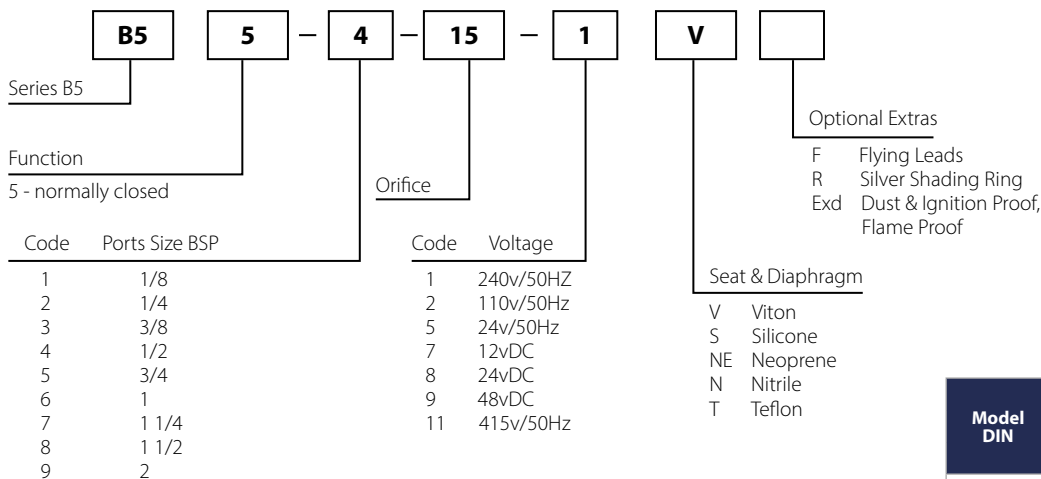 B5 5 – 4 – 15 – 1 V
Series B5
Function
5 - normally closed
Orifice
Optional Extras
F Flying Leads
R Silver Shading Ring
Exd Dust & Ignition Proof,
Flame Proof
Code Ports Size BSP
1 1/8
2 1/4
3 3/8
4 1/2
5 3/4
6 1
7 1 1/4
8 1 1/2
9 2
Code Voltage
1 240v/50HZ
2 110v/50Hz
5 24v/50Hz
7 12vDC
8 24vDC
9 48vDC
11 415v/50Hz
Seat & Diaphragm
V Viton
S Silicone
NE Neoprene
N Nitrile
T Teflon
Model
DIN